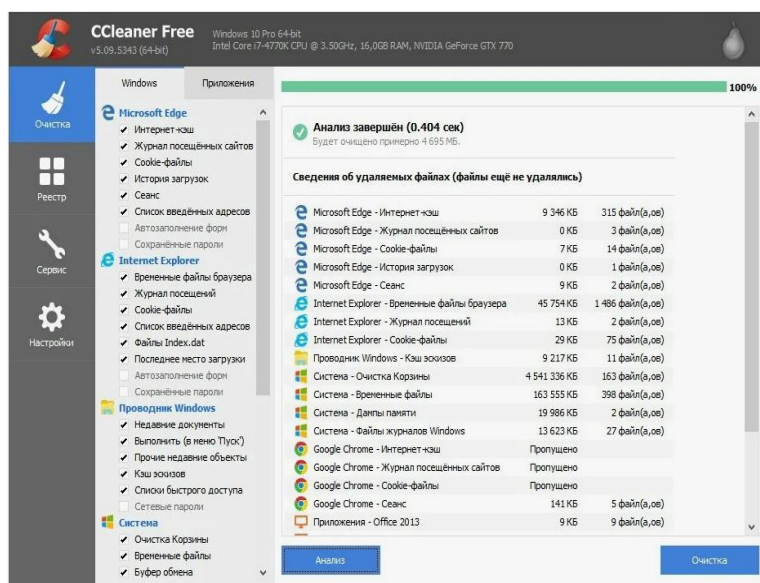 CCleaner Free
v5.09.5343 (64-bit)
Windows 10 Pro 64-bit
Intel Core i7-4770K CPU @ 3.50GHz, 16,0GB RAM, NVIDIA GeForce GTX 770
Очистка
Реестр
Сервис
Настройки
Windows
Приложения
Microsoft Edge
Интернет-кэш
Журнал посещённых сайтов
Cookie-файлы
История загрузок
Сеанс
Список введённых адресов
Автозаполнение форм
Сохранённые пароли
Internet Explorer
Временные файлы браузера
Журнал посещений
Cookie-файлы
Список введённых адресов
Файлы Index.dat
Последнее место загрузки
Автозаполнение форм
Сохранённые пароли
Проводник Windows
Недавние документы
Выполнить (в меню 'Пуск')
Прочие недавние объекты
Кэш эскизов
Списки быстрого доступа
Сетевые пароли
Система
Очистка Корзины
Временные файлы
Буфер обмена
100%
Анализ завершён (0.404 сек)
Будет очищено примерно 4 695 МБ.
Сведения об удаляемых файлах (файлы ещё не удалялись)
Microsoft Edge - Интернет-кэш 9 346 КБ 315 файл(а,ов)
Microsoft Edge - Журнал посещённых сайтов 0 КБ 3 файл(а,ов)
Microsoft Edge - Cookie-файлы 7 КБ 14 файл(а,ов)
Microsoft Edge - История загрузок 0 КБ 1 файл(а,ов)
Microsoft Edge - Сеанс 9 КБ 2 файл(а,ов)
Internet Explorer - Временные файлы браузера 45 754 КБ 1 486 файл(а,ов)
Internet Explorer - Журнал посещений 13 КБ 2 файл(а,ов)
Internet Explorer - Cookie-файлы 29 КБ 75 файл(а,ов)
Проводник Windows - Кэш эскизов 9 217 КБ 11 файл(а,ов)
Система - Очистка Корзины 4 541 336 КБ 163 файл(а,ов)
Система - Временные файлы 163 555 КБ 398 файл(а,ов)
Система - Дампы памяти 19 986 КБ 2 файл(а,ов)
Система - Файлы журналов Windows 13 623 КБ 27 файл(а,ов)
Google Chrome - Интернет-кэш Пропущено
Google Chrome - Журнал посещённых сайтов Пропущено
Google Chrome - Cookie-файлы Пропущено
Google Chrome - Сеанс 141 КБ 5 файл(а,ов)
Приложения - Office 2013 9 КБ 9 файл(а,ов)
Анализ
Очистка